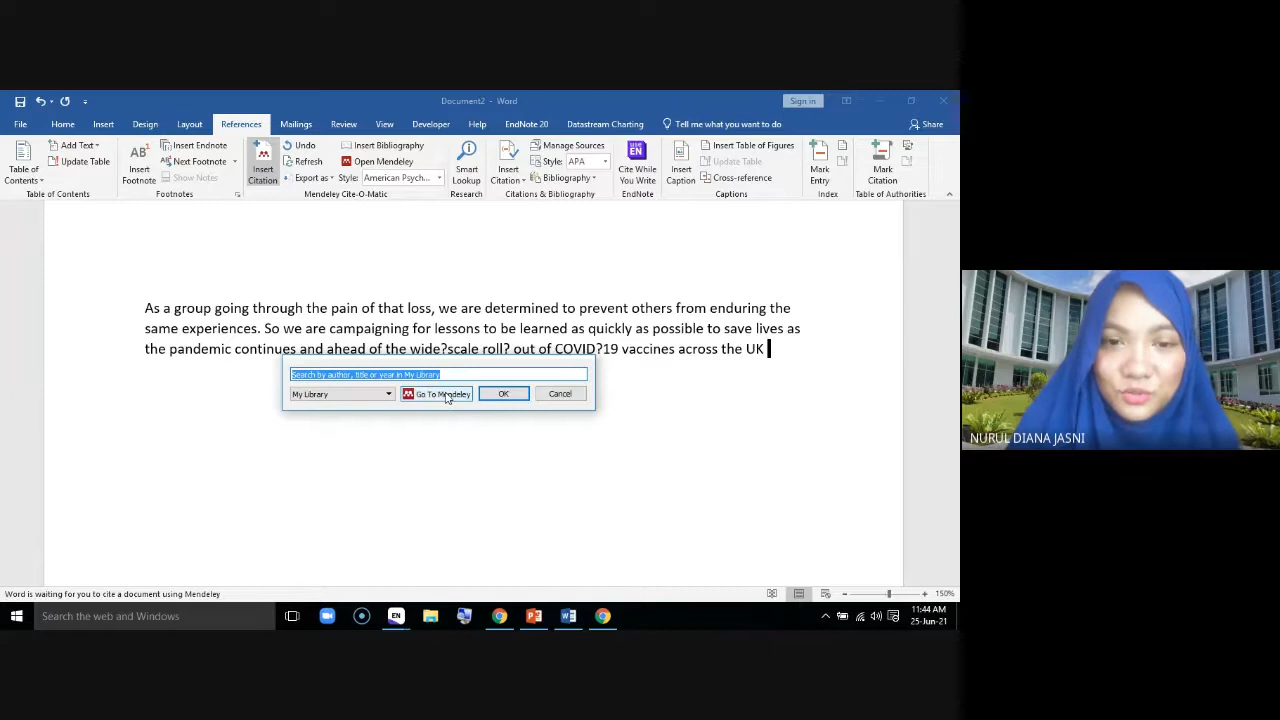 Document2 - Word
Sign in
File Home Insert Design Layout References Mailings Review View Developer Help EndNote 20 Datastream Charting Tell me what you want to do Share
Table of Contents
Add Text
Update Table
Table of Contents
AB1
Insert Footnote
Insert Endnote
Next Footnote
Show Notes
Footnotes
Insert Citation
Undo
Refresh
Export as
Insert Bibliography
Open Mendeley
Style: American Psych...
Mendeley Cite-O-Matic
Smart Lookup
Research
Insert Citation
Manage Sources
Style: APA
Bibliography
Citations & Bibliography
EN
Cite While You Write
EndNote
Insert Caption
Insert Table of Figures
Update Table
Cross-reference
Captions
Mark Entry
Index
Mark Citation
Table of Authorities
As a group going through the pain of that loss, we are determined to prevent others from enduring the
same experiences. So we are campaigning for lessons to be learned as quickly as possible to save lives as
the pandemic continues and ahead of the wide?scale roll? out of COVID?19 vaccines across the UK
Search by author, title or year in My Library
My Library Go To Mendeley OK Cancel
NURUL DIANA JASNI
Word is waiting for you to cite a document using Mendeley
150%
Search the web and Windows
EN
11:44 AM
25-Jun-21